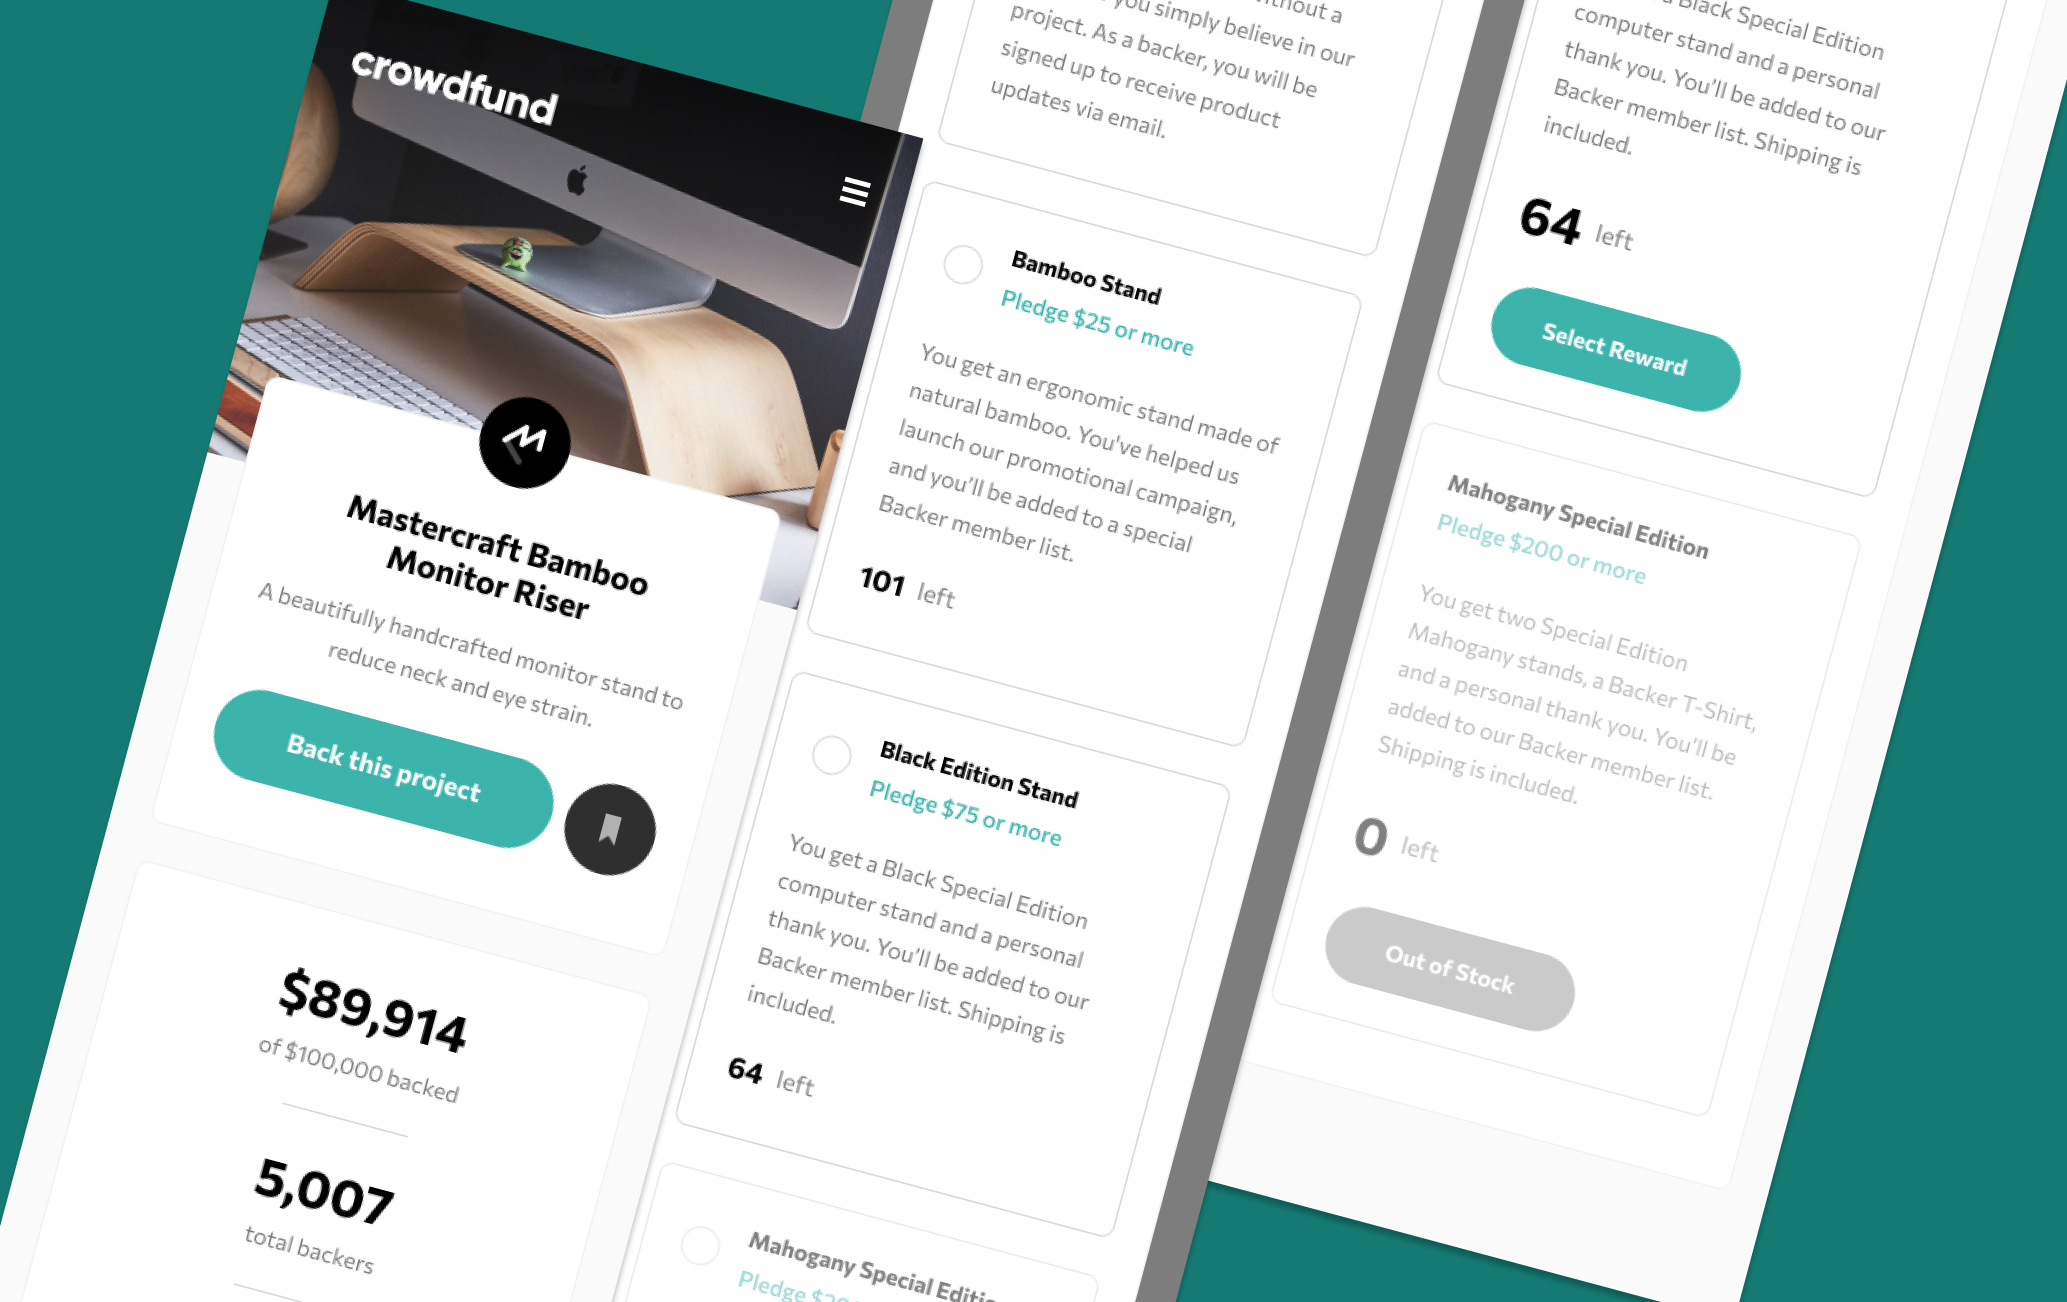 crowdfund
Mastercraft Bamboo
Monitor Riser
A beautifully handcrafted monitor stand to
reduce neck and eye strain.
Back this project
$89,914
of $100,000 backed
5,007
total backers
without a
you simply believe in our
project. As a backer, you will be
signed up to receive product
updates via email.
Bamboo Stand
Pledge $25 or more
You get an ergonomic stand made of
natural bamboo. You've helped us
launch our promotional campaign,
and you'll be added to a special
Backer member list.
101 left
Black Edition Stand
Pledge $75 or more
You get a Black Special Edition
computer stand and a personal
thank you. You'll be added to our
Backer member list. Shipping is
included.
64 left
Mahogany Special
Pledge
Black Special Edition
computer stand and a personal
thank you. You'll be added to our
Backer member list. Shipping is
included.
64 left
Select Reward
Mahogany Special Edition
Pledge $200 or more
You get two Special Edition
Mahogany stands, a Backer T-Shirt,
and a personal thank you. You'll be
added to our Backer member list.
Shipping is included.
0 left
Out of Stock